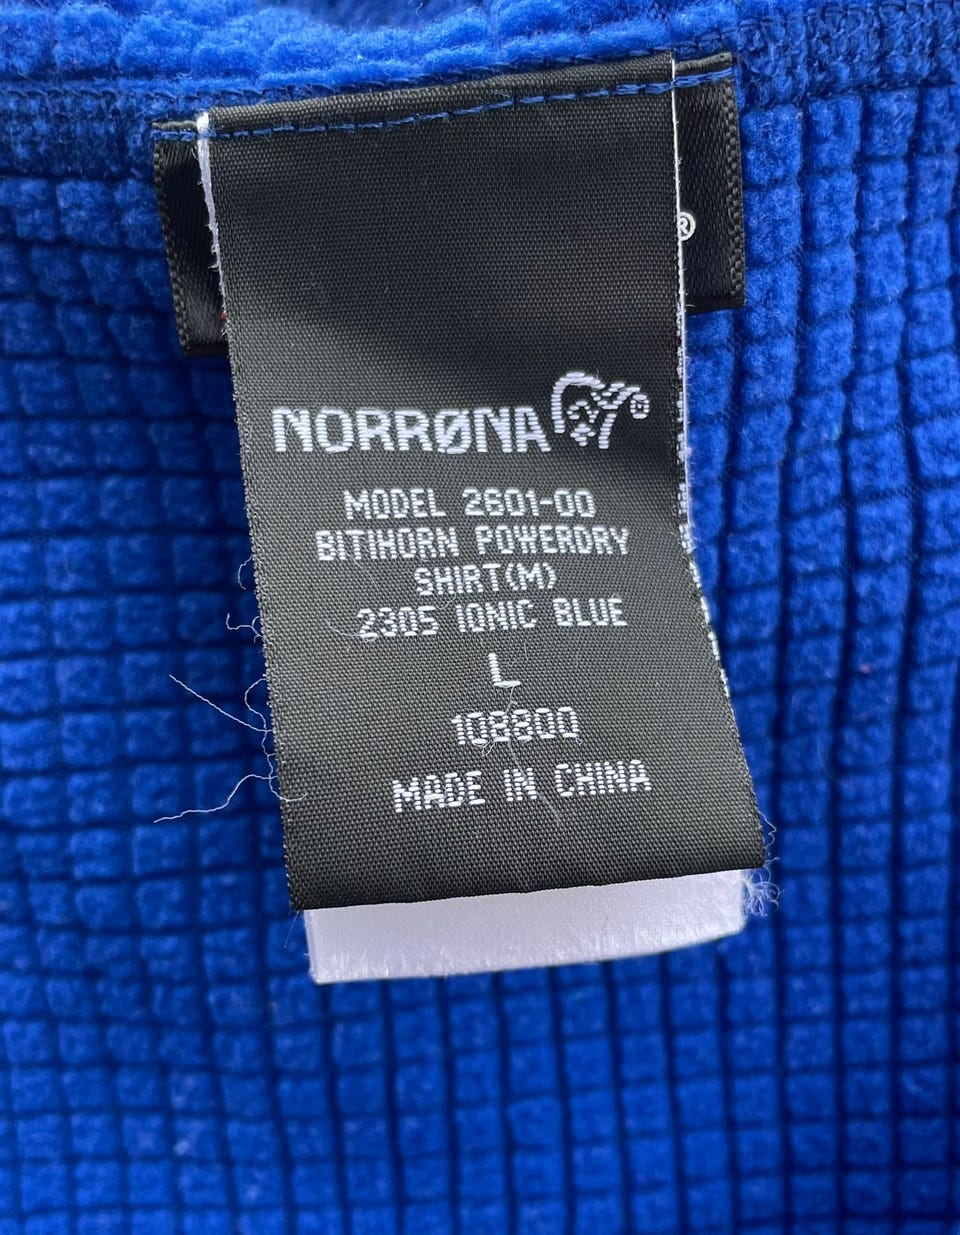 ®
NORRØNA
MODEL 2601-00
BITIHORN POWERDRY
SHIRT(M)
2305 IONIC BLUE
L
108800
MADE IN CHINA